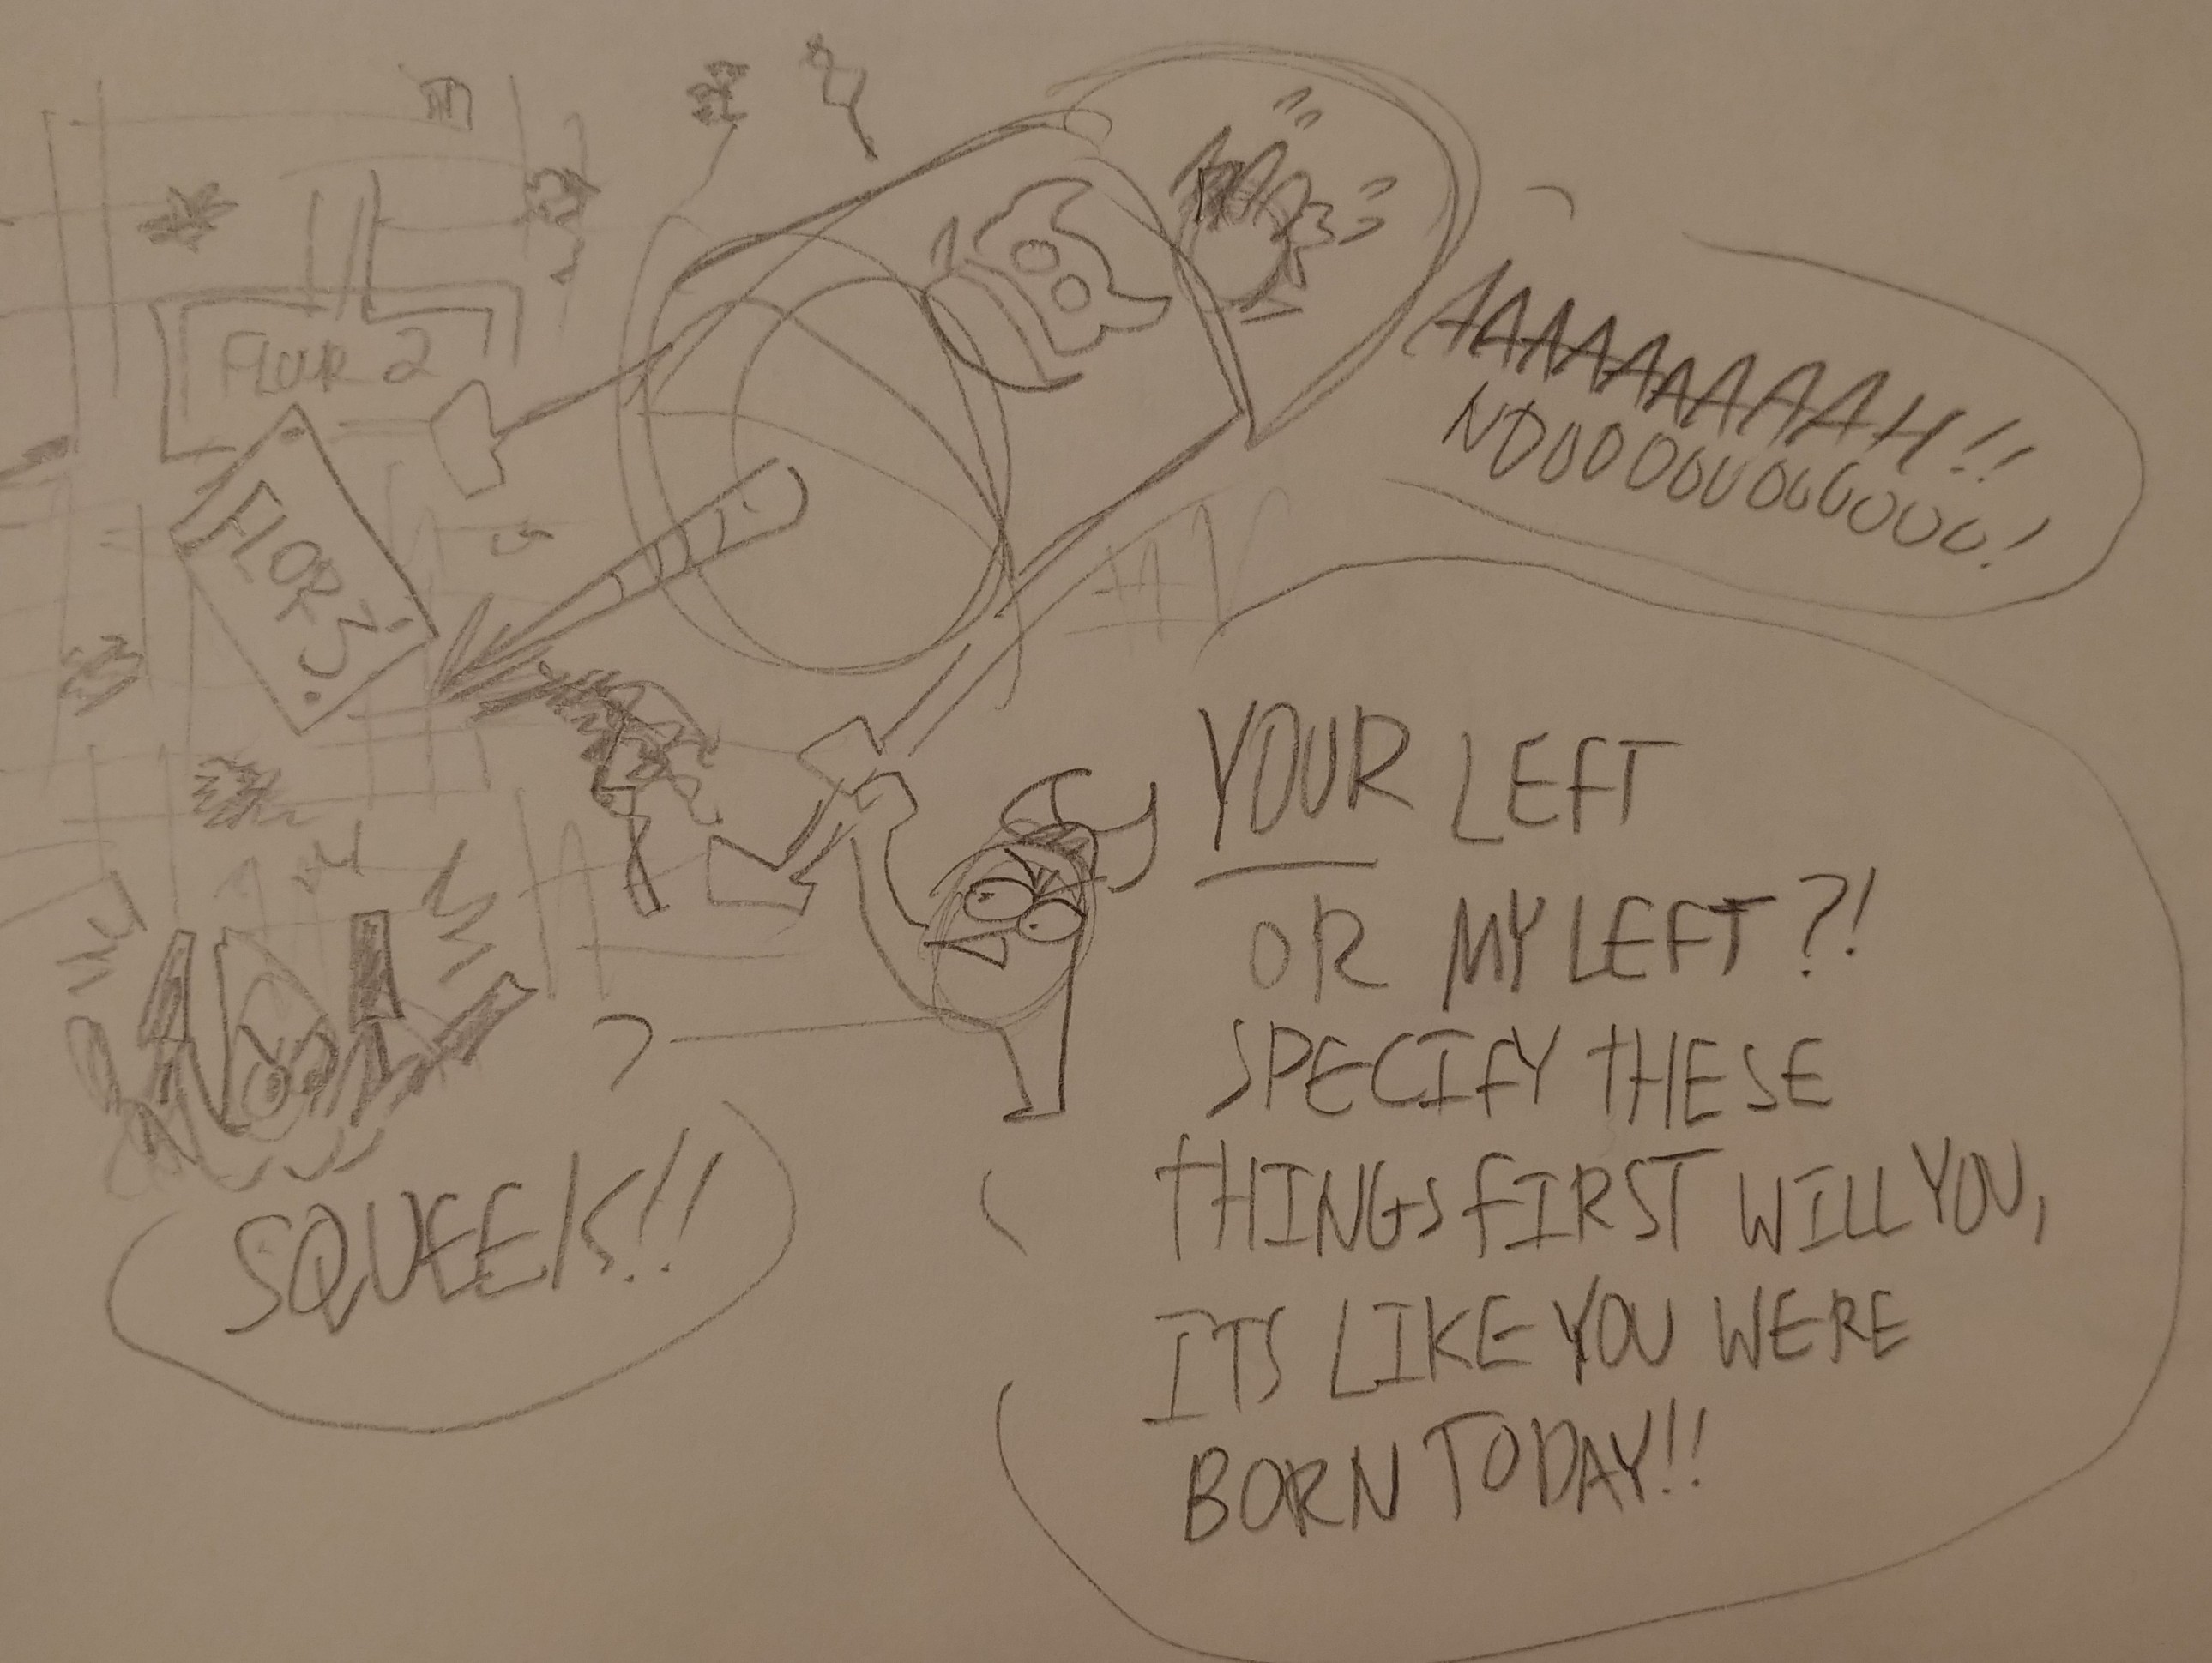 FLOUR 2
FLOR 3
AAAAAAAAAAH!!
NOOOOOOOOOOOO!
YOUR LEFT
OR MY LEFT?!
SPECIFY THESE
THINGS FIRST WILL YOU,
ITS LIKE YOU WERE
BORN TODAY!!
SQUEEK!!